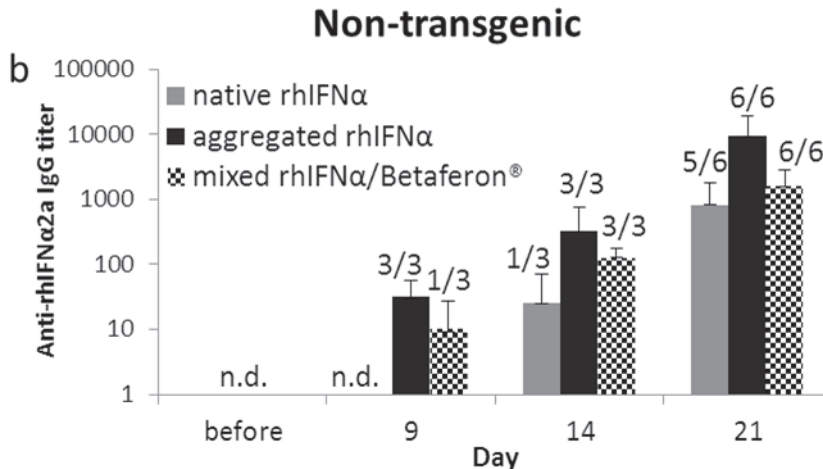 Non-transgenic
b
Anti-rhIFNα2a IgG titer
100000
10000
1000
100
10
1
native rhIFNα
aggregated rhIFNα
mixed rhIFNα/Betaferon®
n.d.
n.d.
3/3
1/3
1/3
3/3
3/3
5/6
6/6
6/6
before
9
14
21
Day